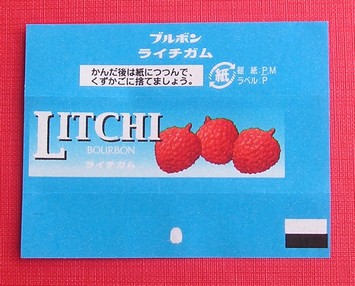 ブルボン
ライチガム
かんだ後は紙につつんで、
くずかごに捨てましょう。
紙
包紙 P,M
ラベル P
LITCHI
BOURBON
ライチガム